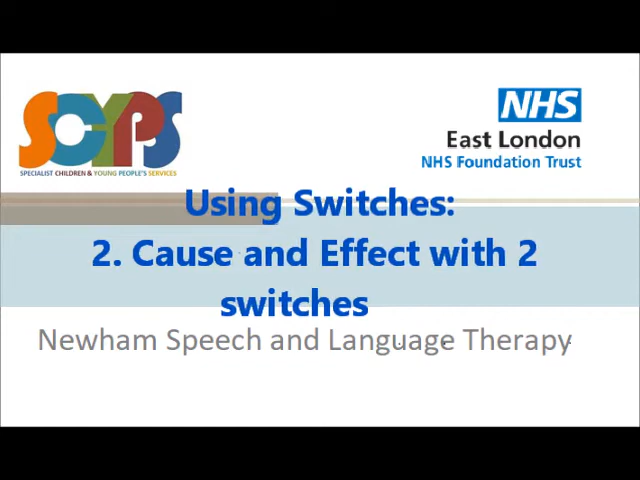 SCYPS
SPECIALIST CHILDREN & YOUNG PEOPLE'S SERVICES
NHS
East London
NHS Foundation Trust
Using Switches:
2. Cause and Effect with 2
switches
Newham Speech and Language Therapy